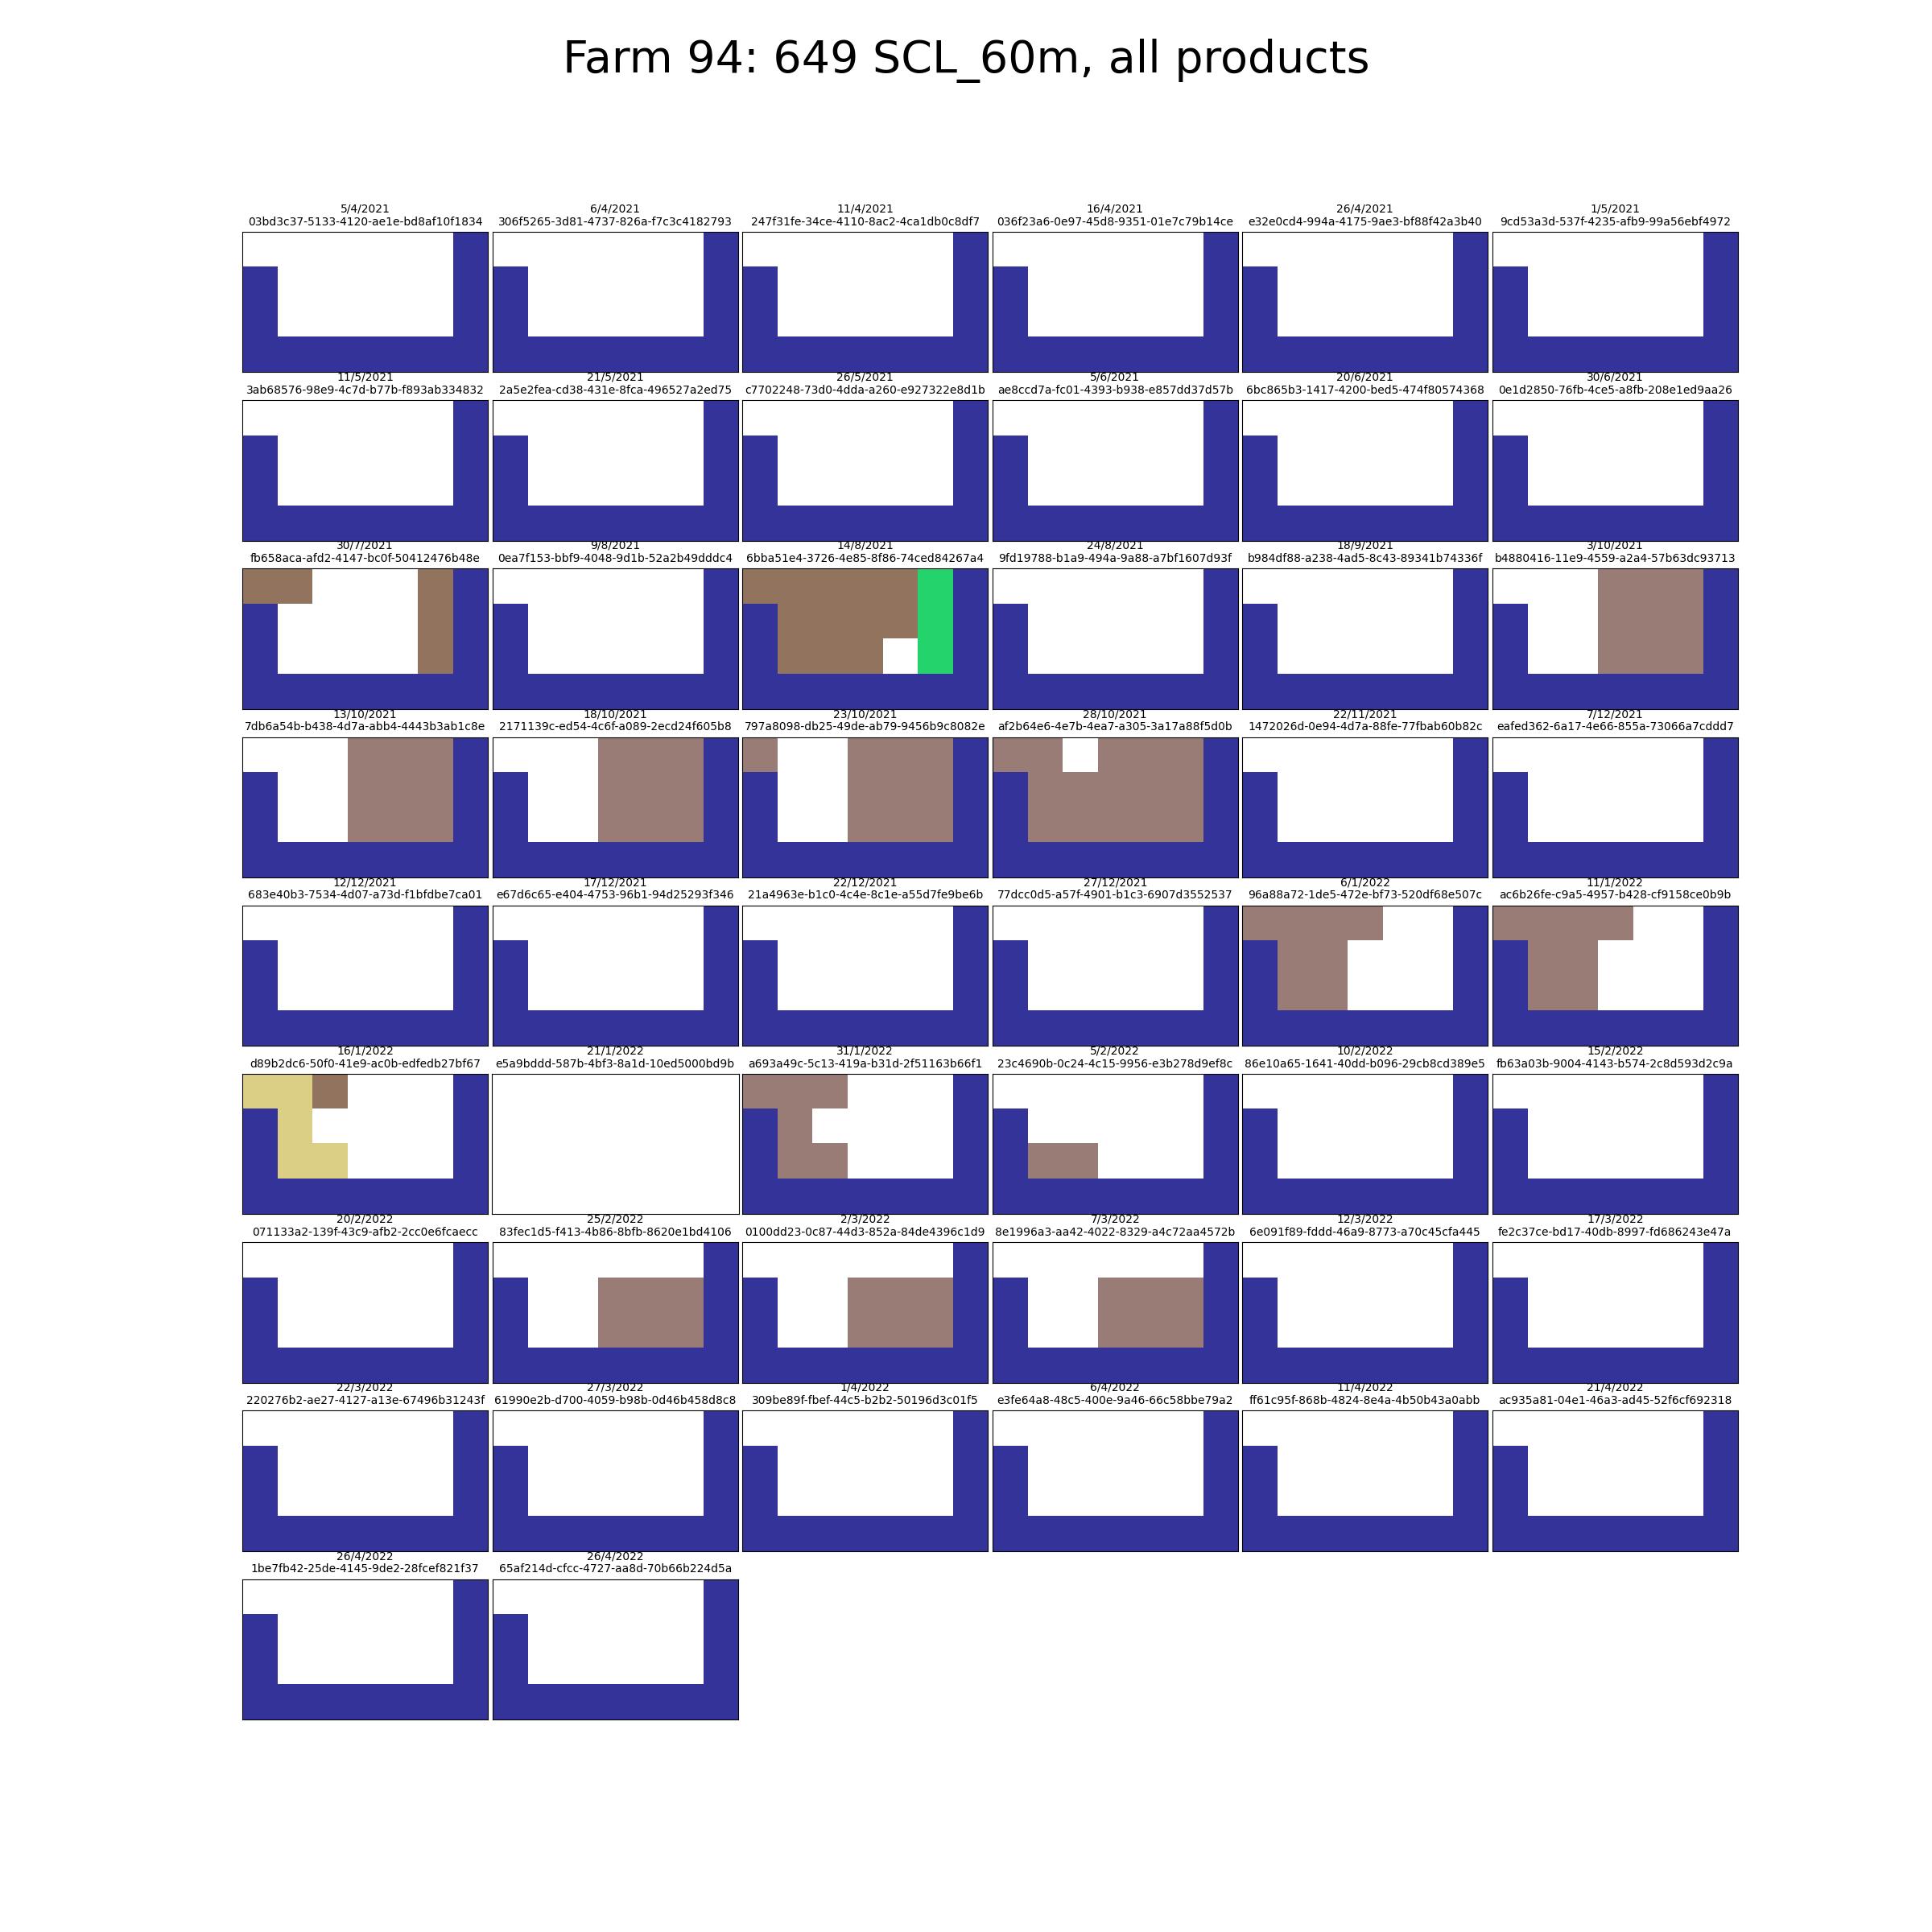 Farm 94: 649 SCL_60m, all products
5/4/2021
03bd3c37-5133-4120-ae1e-bd8af10f1834
6/4/2021
306f5265-3d81-4737-826a-f7c3c4182793
11/4/2021
247f31fe-34ce-4110-8ac2-4ca1db0c8df7
16/4/2021
036f23a6-0e97-45d8-9351-01e7c79b14ce
26/4/2021
e32e0cd4-994a-4175-9ae3-bf88f42a3b40
1/5/2021
9cd53a3d-537f-4235-afb9-99a56ebf4972
11/5/2021
3ab68576-98e9-4c7d-b77b-f893ab334832
21/5/2021
2a5e2fea-cd38-431e-8fca-496527a2ed75
26/5/2021
c7702248-73d0-4dda-a260-e927322e8d1b
5/6/2021
ae8ccd7a-fc01-4393-b938-e857dd37d57b
20/6/2021
6bc865b3-1417-4200-bed5-474f80574368
30/6/2021
0e1d2850-76fb-4ce5-a8fb-208e1ed9aa26
30/7/2021
fb658aca-afd2-4147-bc0f-50412476b48e
9/8/2021
0ea7f153-bbf9-4048-9d1b-52a2b49dddc4
14/8/2021
6bba51e4-3726-4e85-8f86-74ced84267a4
24/8/2021
9fd19788-b1a9-494a-9a88-a7bf1607d93f
18/9/2021
b984df88-a238-4ad5-8c43-89341b74336f
3/10/2021
b4880416-11e9-4559-a2a4-57b63dc93713
13/10/2021
7db6a54b-b438-4d7a-abb4-4443b3ab1c8e
18/10/2021
2171139c-ed54-4c6f-a089-2ecd24f605b8
23/10/2021
797a8098-db25-49de-ab79-9456b9c8082e
28/10/2021
af2b64e6-4e7b-4ea7-a305-3a17a88f5d0b
22/11/2021
1472026d-0e94-4d7a-88fe-77fbab60b82c
7/12/2021
eafed362-6a17-4e66-855a-73066a7cddd7
12/12/2021
683e40b3-7534-4d07-a73d-f1bfdbe7ca01
17/12/2021
e67d6c65-e404-4753-96b1-94d25293f346
22/12/2021
21a4963e-b1c0-4c4e-8c1e-a55d7fe9be6b
27/12/2021
77dcc0d5-a57f-4901-b1c3-6907d3552537
6/1/2022
96a88a72-1de5-472e-bf73-520df68e507c
11/1/2022
ac6b26fe-c9a5-4957-b428-cf9158ce0b9b
16/1/2022
d89b2dc6-50f0-41e9-ac0b-edfedb27bf67
21/1/2022
e5a9bddd-587b-4bf3-8a1d-10ed5000bd9b
31/1/2022
a693a49c-5c13-419a-b31d-2f51163b66f1
5/2/2022
23c4690b-0c24-4c15-9956-e3b278d9ef8c
10/2/2022
86e10a65-1641-40dd-b096-29cb8cd389e5
15/2/2022
fb63a03b-9004-4143-b574-2c8d593d2c9a
20/2/2022
071133a2-139f-43c9-afb2-2cc0e6fcaecc
25/2/2022
83fec1d5-f413-4b86-8bfb-8620e1bd4106
2/3/2022
0100dd23-0c87-44d3-852a-84de4396c1d9
7/3/2022
8e1996a3-aa42-4022-8329-a4c72aa4572b
12/3/2022
6e091f89-fddd-46a9-8773-a70c45cfa445
17/3/2022
fe2c37ce-bd17-40db-8997-fd686243e47a
22/3/2022
220276b2-ae27-4127-a13e-67496b31243f
27/3/2022
61990e2b-d700-4059-b98b-0d46b458d8c8
1/4/2022
309be89f-fbef-44c5-b2b2-50196d3c01f5
6/4/2022
e3fe64a8-48c5-400e-9a46-66c58bbe79a2
11/4/2022
ff61c95f-868b-4824-8e4a-4b50b43a0abb
21/4/2022
ac935a81-04e1-46a3-ad45-52f6cf692318
26/4/2022
1be7fb42-25de-4145-9de2-28fcef821f37
26/4/2022
65af214d-cfcc-4727-aa8d-70b66b224d5a